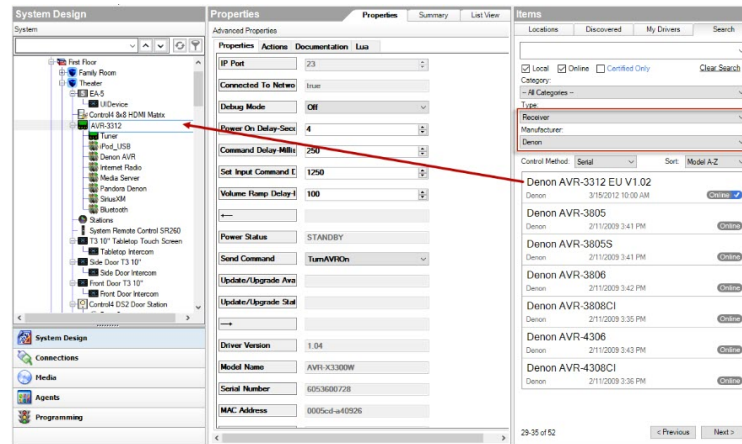 System Design
System
First Floor
Family Room
Theater
EA-5
UIDevice
Control4 8x8 HDMI Matrix
AVR-3312
Tuner
iPod_USB
Denon AVR
Internet Radio
Media Server
Pandora Denon
SiriusXM
Bluetooth
Stations
System Remote Control SR260
T3 10" Tabletop Touch Screen
Tabletop Intercom
Side Door T3 10"
Side Door Intercom
Front Door T3 10"
Front Door Intercom
Control4 DS2 Door Station
System Design
Connections
Media
Agents
Programming
Properties
Properties Summary List View
Advanced Properties
Properties Actions Documentation Lua
IP Port 23
Connected To Netwo true
Debug Mode Off
Power On Delay-Seco 4
Command Delay-Millis 250
Set Input Command D 1250
Volume Ramp Delay-I 100
<---
Power Status STANDBY
Send Command TurnAVROn
Update/Upgrade Ava
Update/Upgrade Stat
--->
Driver Version 1.04
Model Name AVR-X3300W
Serial Number 6053600728
MAC Address 0005cd-a40926
Items
Locations Discovered My Drivers Search
Local Online Certified Only Clear Search
Category:
-- All Categories --
Type:
Receiver
Manufacturer:
Denon
Control Method: Serial Sort: Model A-Z
Denon AVR-3312 EU V1.02
Denon 3/15/2012 10:00 AM Online
Denon AVR-3805
Denon 2/11/2009 3:41 PM Online
Denon AVR-3805S
Denon 2/11/2009 3:41 PM Online
Denon AVR-3806
Denon 2/11/2009 3:42 PM Online
Denon AVR-3808CI
Denon 2/11/2009 3:35 PM Online
Denon AVR-4306
Denon 2/11/2009 3:43 PM Online
Denon AVR-4308CI
Denon 2/11/2009 3:36 PM Online
29-35 of 52 < Previous Next >